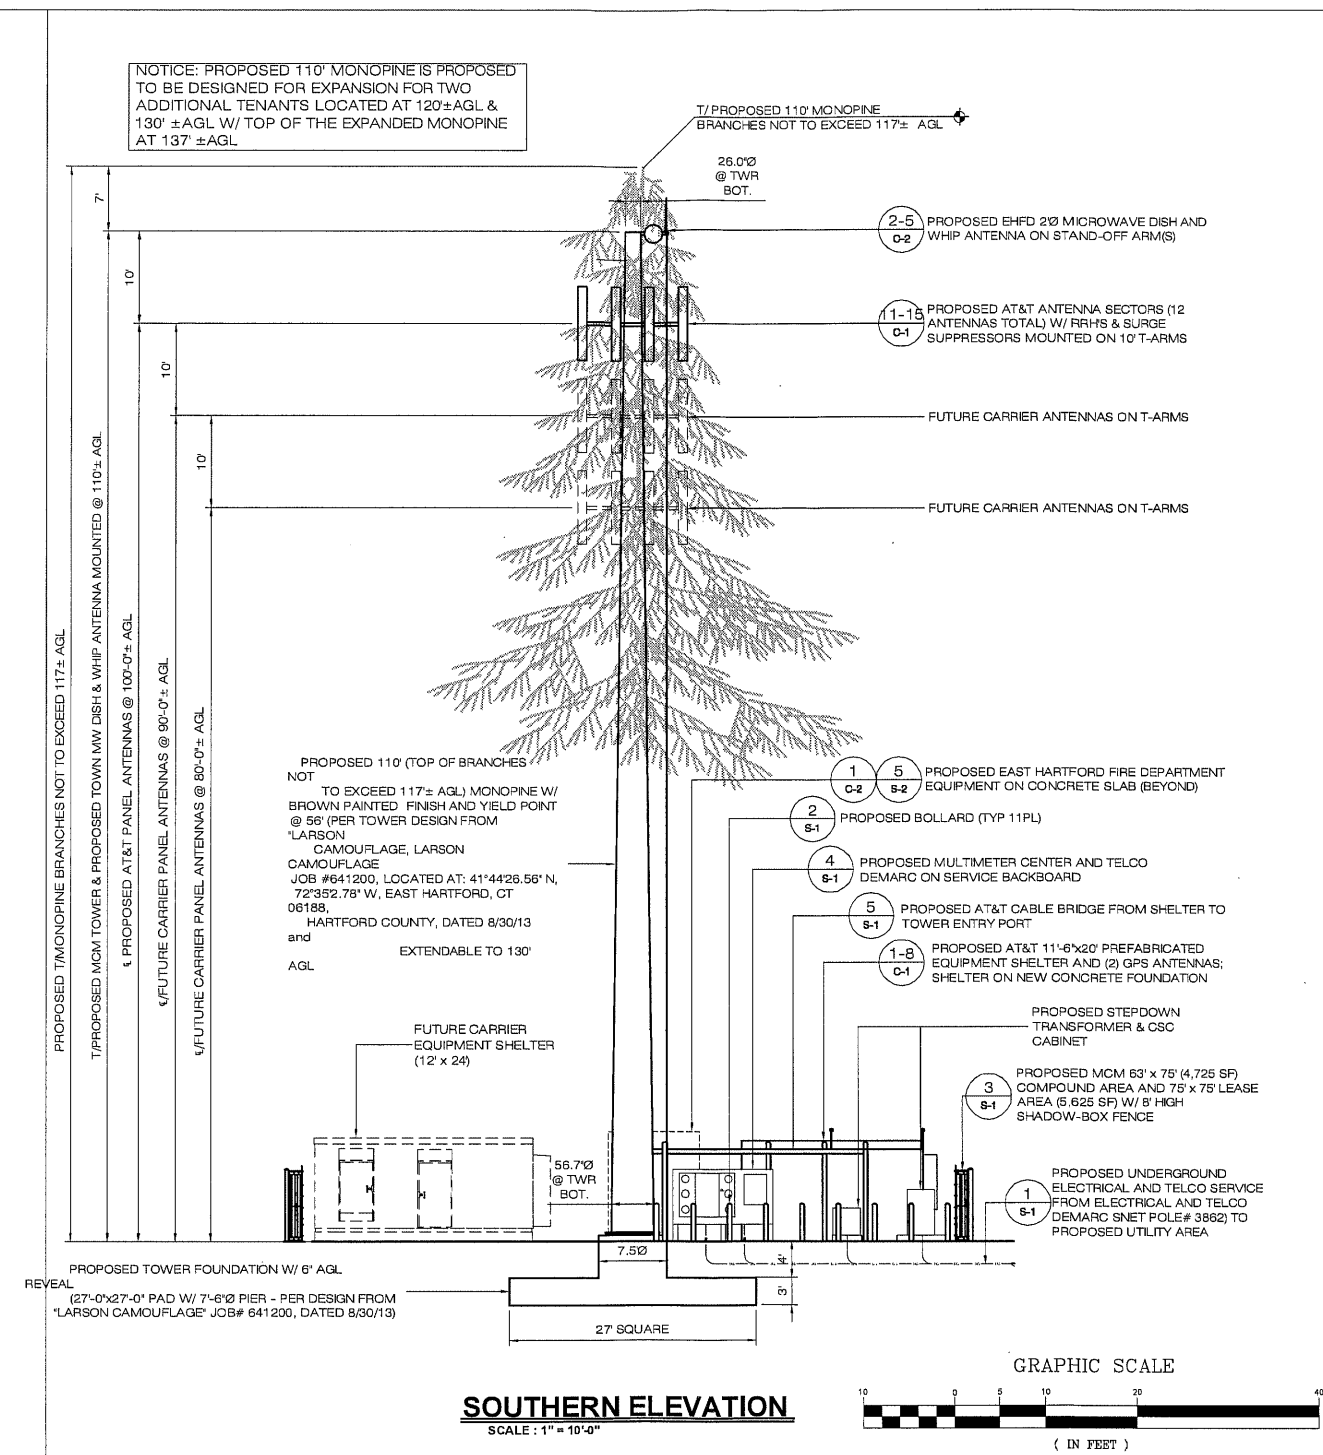 NOTICE: PROPOSED 110' MONOPINE IS PROPOSED
TO BE DESIGNED FOR EXPANSION FOR TWO
ADDITIONAL TENANTS LOCATED AT 120'±AGL &
130' ±AGL W/ TOP OF THE EXPANDED MONOPINE
AT 137' ±AGL
T/ PROPOSED 110' MONOPINE
BRANCHES NOT TO EXCEED 117'± AGL
26.0"Ø
@ TWR
BOT.
7'
10'
10'
10'
2-5
C-2
PROPOSED EHFD 2'Ø MICROWAVE DISH AND
WHIP ANTENNA ON STAND-OFF ARM(S)
11-15
C-1
PROPOSED AT&T ANTENNA SECTORS (12
ANTENNAS TOTAL) W/ RRH'S & SURGE
SUPPRESSORS MOUNTED ON 10' T-ARMS
FUTURE CARRIER ANTENNAS ON T-ARMS
FUTURE CARRIER ANTENNAS ON T-ARMS
PROPOSED T/MONOPINE BRANCHES NOT TO EXCEED 117'± AGL
T/PROPOSED MCM TOWER & PROPOSED TOWN MW DISH & WHIP ANTENNA MOUNTED @ 110'± AGL
℄ PROPOSED AT&T PANEL ANTENNAS @ 100'-0"± AGL
℄/FUTURE CARRIER PANEL ANTENNAS @ 90'-0"± AGL
℄/FUTURE CARRIER PANEL ANTENNAS @ 80'-0"± AGL
PROPOSED 110' (TOP OF BRANCHES
NOT
TO EXCEED 117'± AGL) MONOPINE W/
BROWN PAINTED FINISH AND YIELD POINT
@ 56' (PER TOWER DESIGN FROM
"LARSON
CAMOUFLAGE, LARSON
CAMOUFLAGE
JOB #641200, LOCATED AT: 41°44'26.56" N,
72°35'2.78" W, EAST HARTFORD, CT
06188,
HARTFORD COUNTY, DATED 8/30/13
and
EXTENDABLE TO 130'
AGL
1
C-2
5
S-2
PROPOSED EAST HARTFORD FIRE DEPARTMENT
EQUIPMENT ON CONCRETE SLAB (BEYOND)
2
S-1
PROPOSED BOLLARD (TYP 11PL)
4
S-1
PROPOSED MULTIMETER CENTER AND TELCO
DEMARC ON SERVICE BACKBOARD
5
S-1
PROPOSED AT&T CABLE BRIDGE FROM SHELTER TO
TOWER ENTRY PORT
1-8
C-1
PROPOSED AT&T 11'-6"x20' PREFABRICATED
EQUIPMENT SHELTER AND (2) GPS ANTENNAS;
SHELTER ON NEW CONCRETE FOUNDATION
PROPOSED STEPDOWN
TRANSFORMER & CSC
CABINET
3
S-1
PROPOSED MCM 63' x 75' (4,725 SF)
COMPOUND AREA AND 75' x 75' LEASE
AREA (5,625 SF) W/ 8' HIGH
SHADOW-BOX FENCE
FUTURE CARRIER
EQUIPMENT SHELTER
(12' x 24')
56.7"Ø
@ TWR
BOT.
1
S-1
PROPOSED UNDERGROUND
ELECTRICAL AND TELCO SERVICE
FROM ELECTRICAL AND TELCO
DEMARC SNET POLE# 3862) TO
PROPOSED UTILITY AREA
7.5'Ø
4'
3'
PROPOSED TOWER FOUNDATION W/ 6" AGL
REVEAL
(27'-0"x27'-0" PAD W/ 7'-6"Ø PIER - PER DESIGN FROM
"LARSON CAMOUFLAGE" JOB# 641200, DATED 8/30/13)
27' SQUARE
SOUTHERN ELEVATION
SCALE : 1" = 10'-0"
GRAPHIC SCALE
10 0 5 10 20 40
( IN FEET )